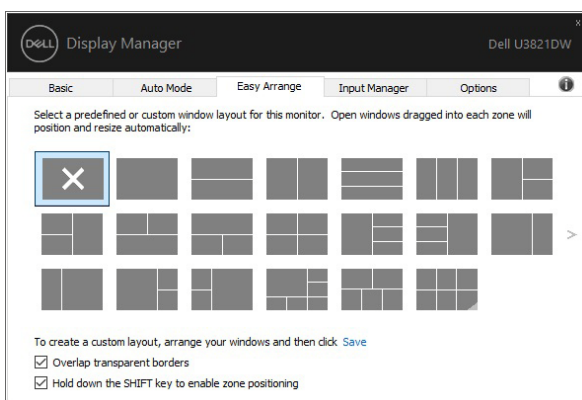 DELL Display Manager
Dell U3821DW
Basic
Auto Mode
Easy Arrange
Input Manager
Options
Select a predefined or custom window layout for this monitor. Open windows dragged into each zone will
position and resize automatically:
To create a custom layout, arrange your windows and then click Save
Overlap transparent borders
Hold down the SHIFT key to enable zone positioning